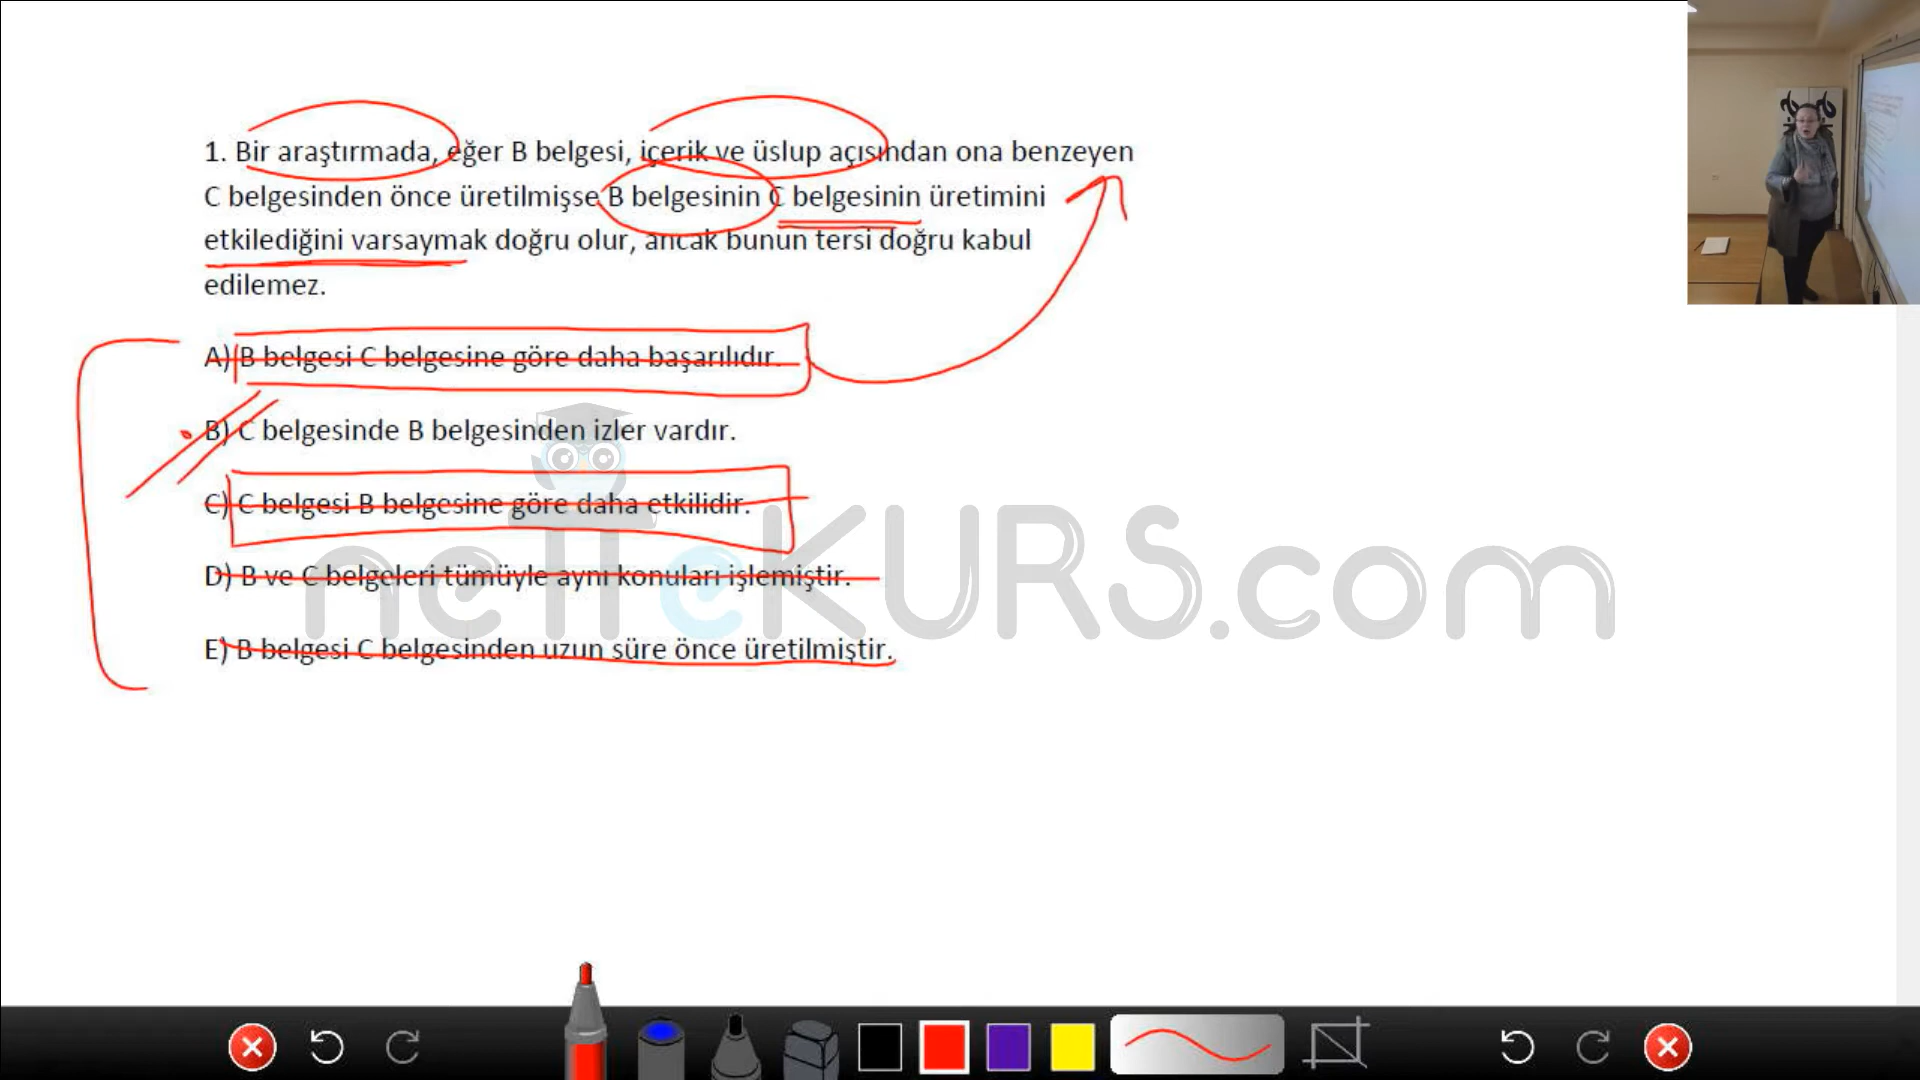 1. Bir araştırmada, eğer B belgesi, içerik ve üslup açısından ona benzeyen
C belgesinden önce üretilmişse B belgesinin C belgesinin üretimini
etkilediğini varsaymak doğru olur, ancak bunun tersi doğru kabul
edilemez.
A) B belgesi C belgesine göre daha başarılıdır.
B) C belgesinde B belgesinden izler vardır.
C) C belgesi B belgesine göre daha etkilidir.
D) B ve C belgeleri tümüyle aynı konuları işlemiştir.
E) B belgesi C belgesinden uzun süre önce üretilmiştir.
netteKURS.com